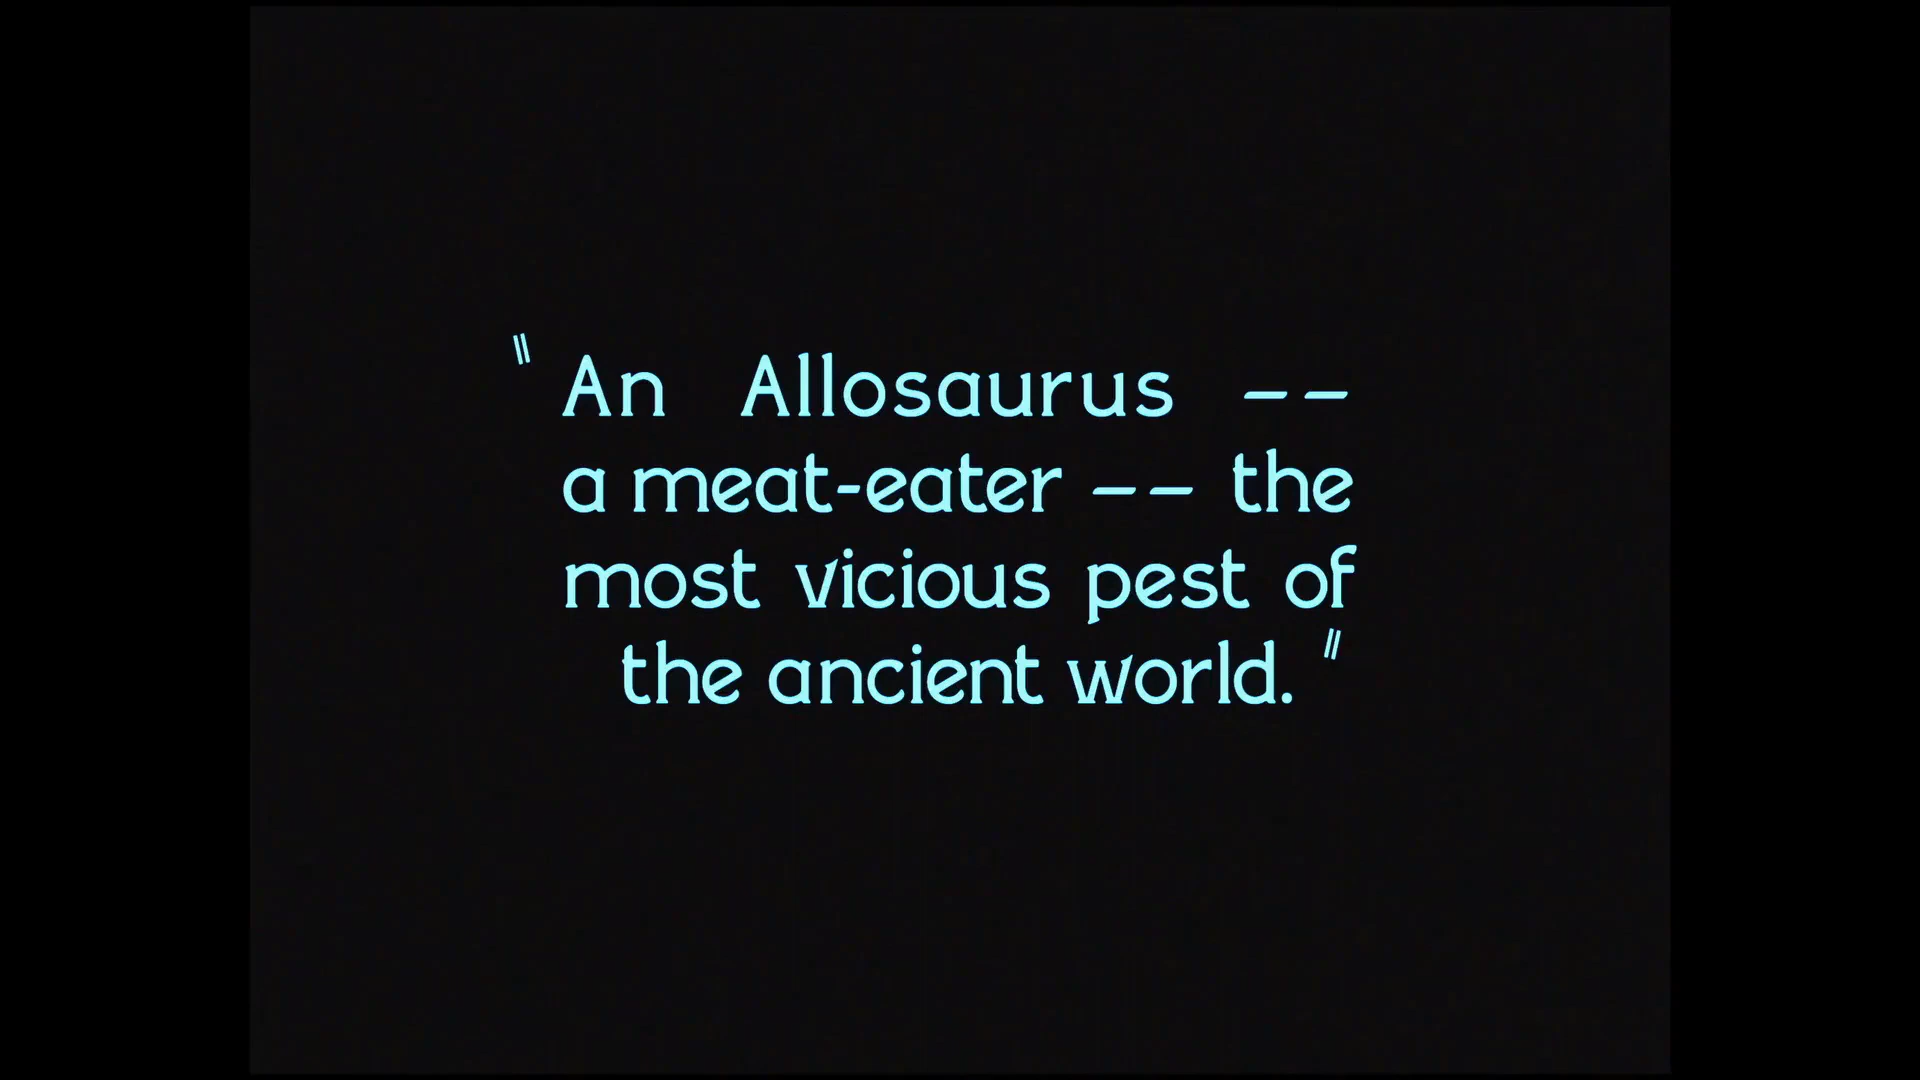 " An Allosaurus --
a meat-eater -- the
most vicious pest of
the ancient world. "